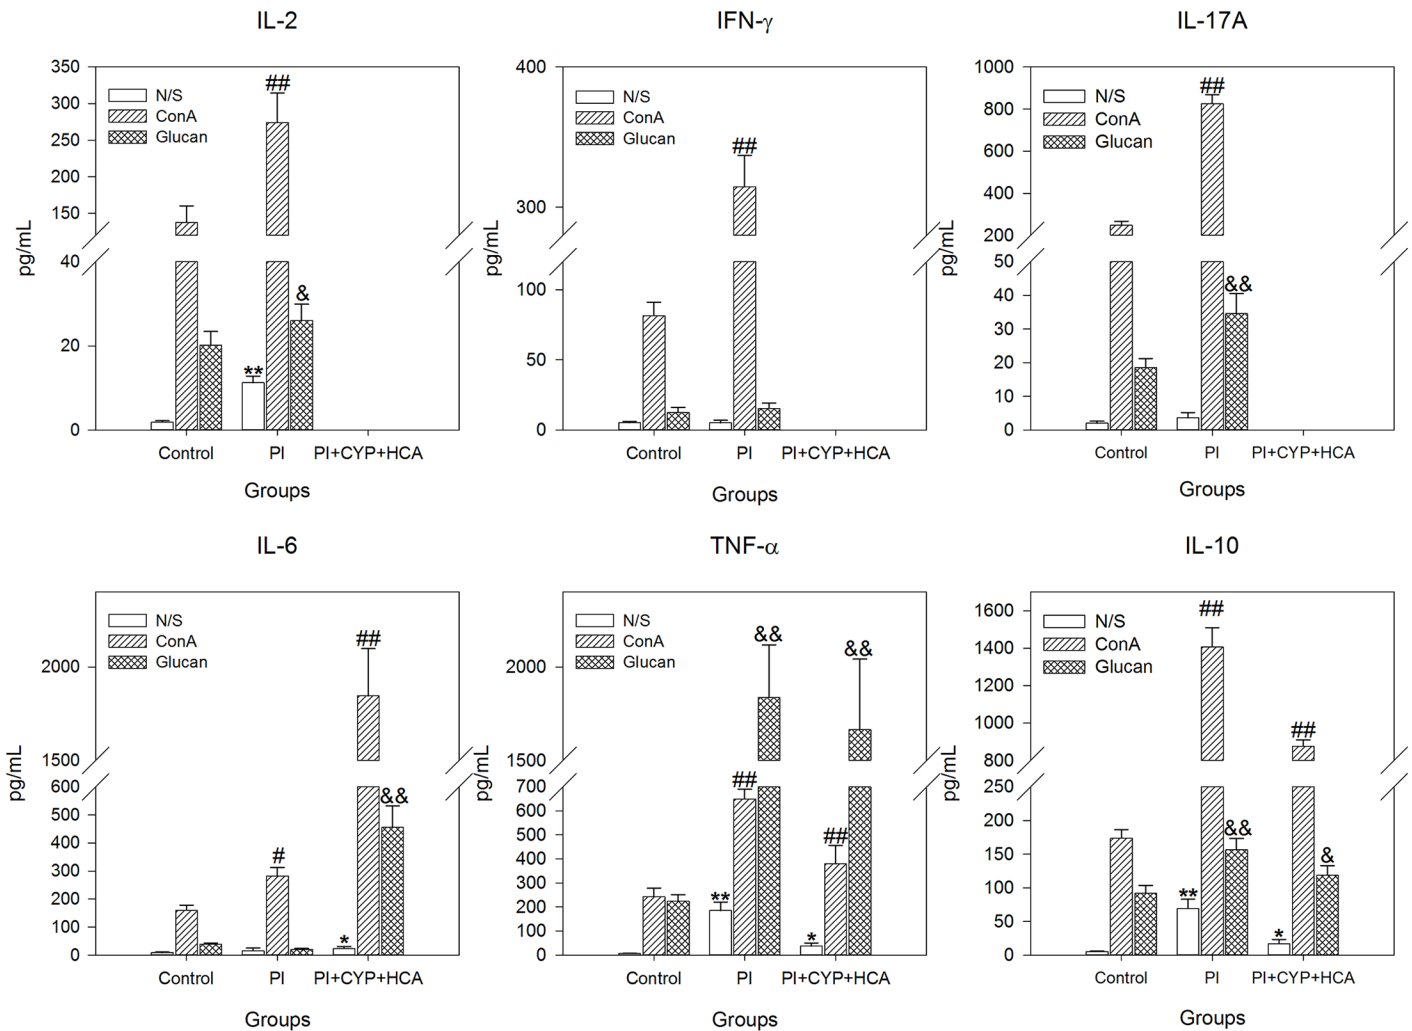 IL-2
350
300
250
200
150
40
20
0
pg/mL
N/S
ConA
Glucan
##
**
&
Control PI PI+CYP+HCA
Groups
IFN-γ
400
300
100
50
0
pg/mL
N/S
ConA
Glucan
##
Control PI PI+CYP+HCA
Groups
IL-17A
1000
800
600
400
200
50
40
30
20
10
0
pg/mL
N/S
ConA
Glucan
##
&&
Control PI PI+CYP+HCA
Groups
IL-6
2000
1500
600
500
400
300
200
100
0
pg/mL
N/S
ConA
Glucan
##
&&
#
*
Control PI PI+CYP+HCA
Groups
TNF-α
2000
1500
700
600
500
400
300
200
100
0
pg/mL
N/S
ConA
Glucan
&& &&
## ##
** *
Control PI PI+CYP+HCA
Groups
IL-10
1600
1400
1200
1000
800
250
200
150
100
50
0
pg/mL
N/S
ConA
Glucan
## ##
&& &
** *
Control PI PI+CYP+HCA
Groups